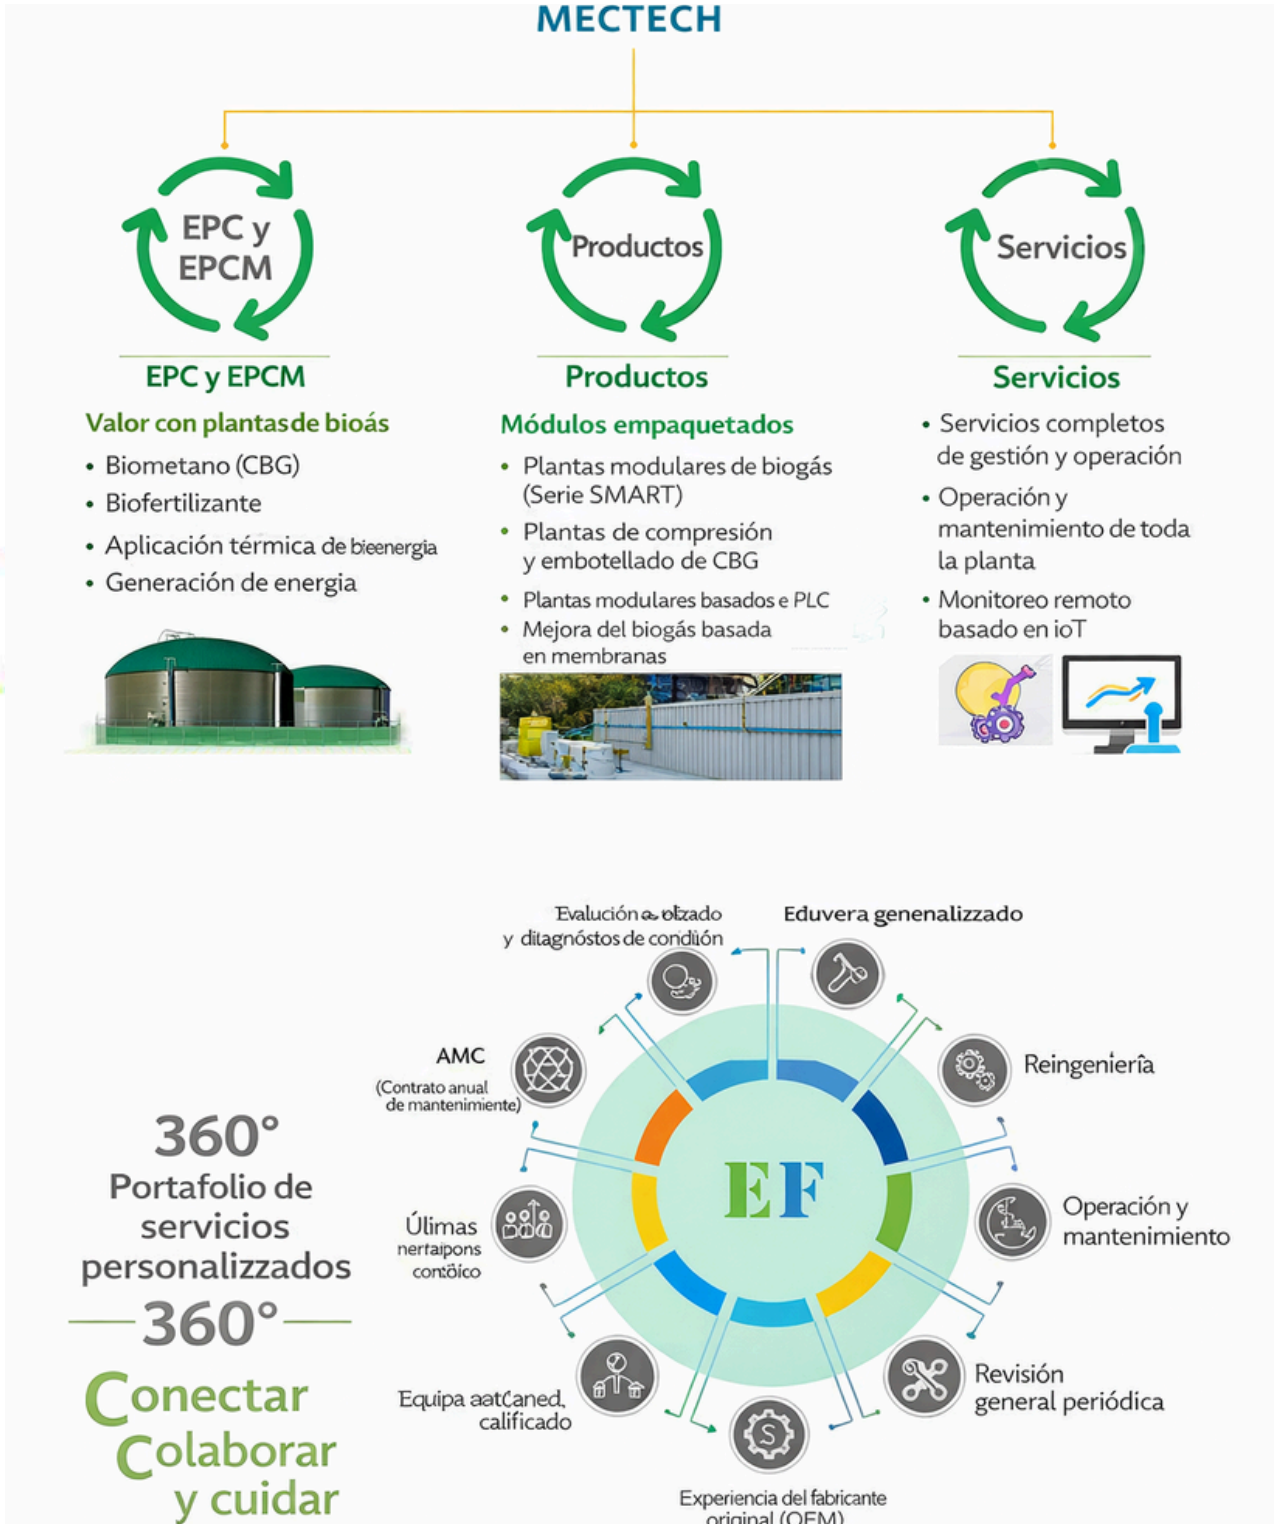 MECTECH
EPC y
EPCM
Productos
Servicios
EPC y EPCM
Valor con plantas de bioás
• Biometano (CBG)
• Biofertilizante
• Aplicación térmica de bieenergia
• Generación de energia
Productos
Módulos empaquetados
• Plantas modulares de biogás
(Serie SMART)
• Plantas de compresión
y embotellado de CBG
• Plantas modulares basados e PLC
• Mejora del biogás basada
en membranas
Servicios
• Servicios completos
de gestión y operación
• Operación y
mantenimiento de toda
la planta
• Monitoreo remoto
basado en ioT
360°
Portafolio de
servicios
personalizzados
360°
Conectar
Colaborar
y cuidar
Evalución
y ditagnóstos de condlión
Eduvera genenalizzado
Reingeniería
Operación y
mantenimiento
Revisión
general periódica
Experiencia del fabricante
original (OEM)
Equipa
calificado
Úlimas
nertaipons
contöico
AMC
(Contrato anual
de mantenimiente)
EF
S